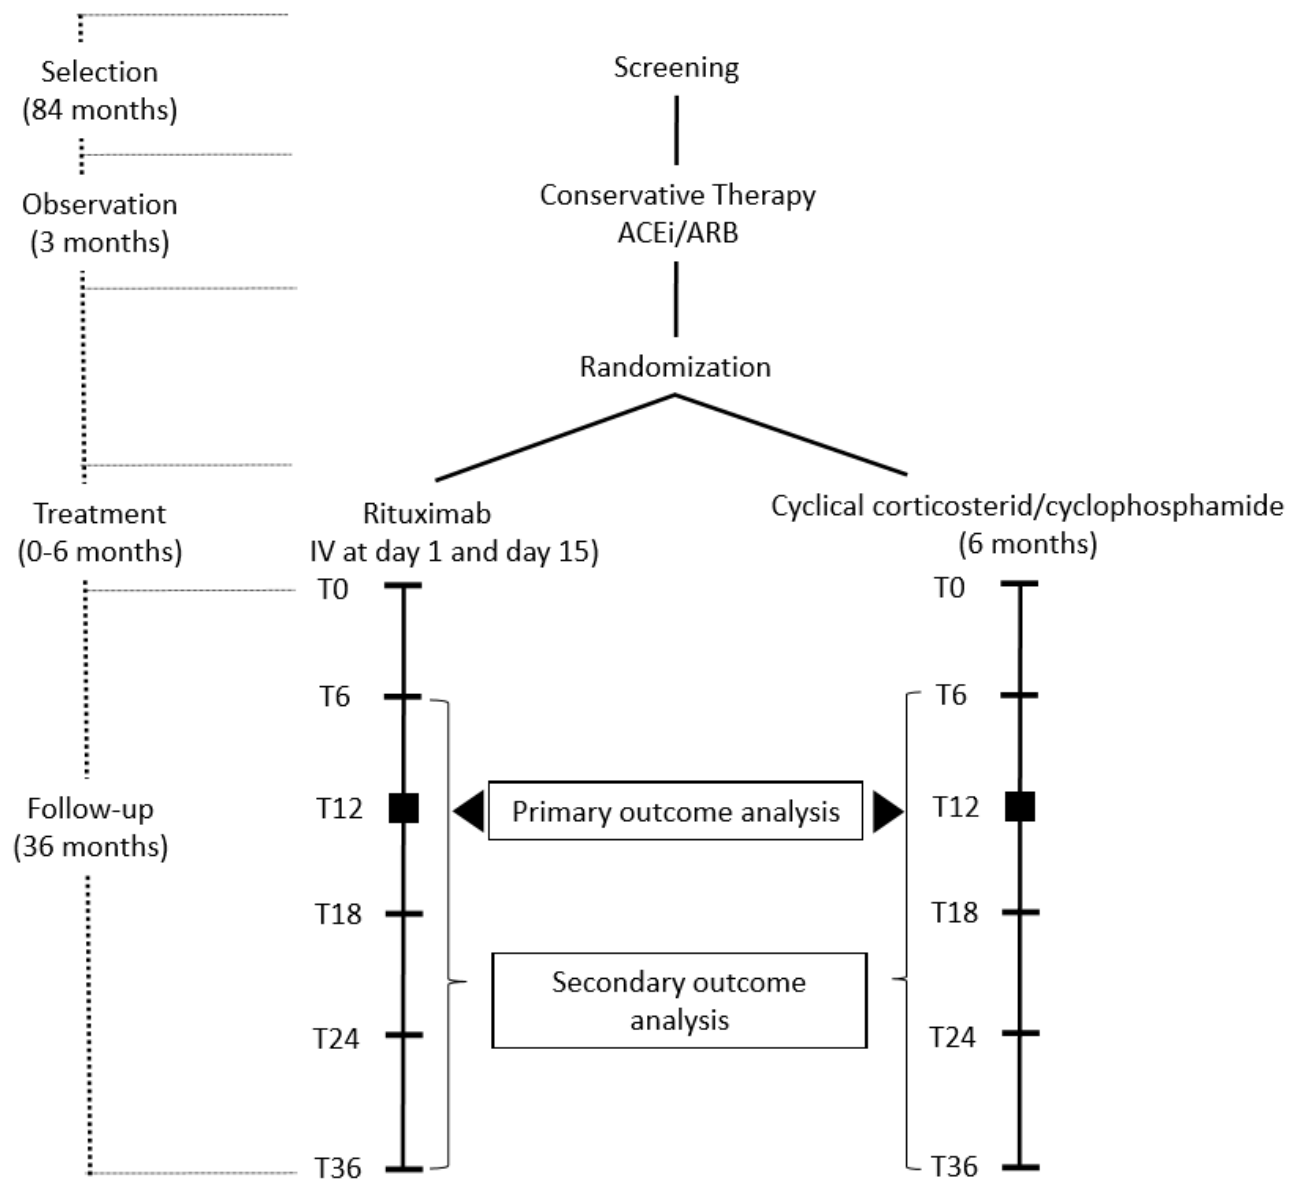 Selection
(84 months)
Screening
Observation
(3 months)
Conservative Therapy
ACEi/ARB
Randomization
Treatment
(0-6 months)
Rituximab
IV at day 1 and day 15)
Cyclical corticosterid/cyclophosphamide
(6 months)
T0
T0
T6
T6
Follow-up
(36 months)
T12
Primary outcome analysis
T12
T18
T18
Secondary outcome
analysis
T24
T24
T36
T36